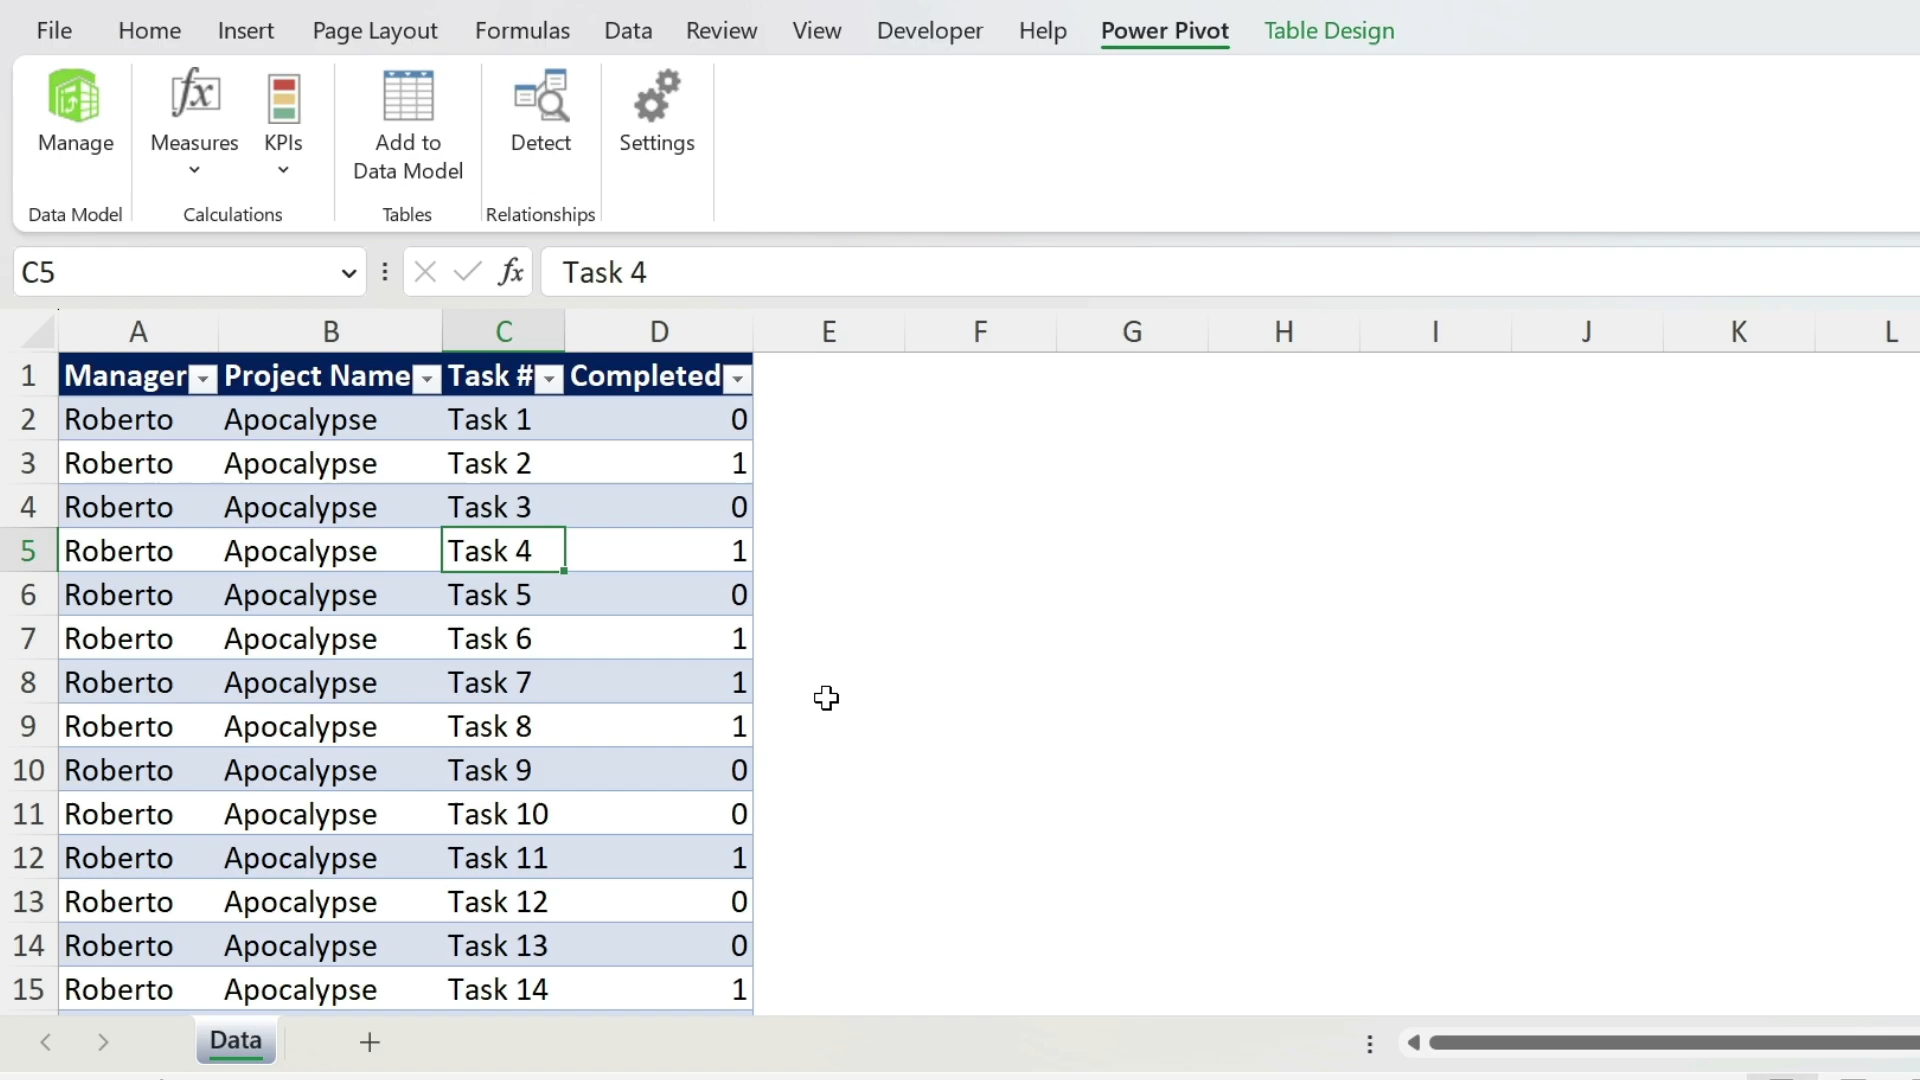 File Home Insert Page Layout Formulas Data Review View Developer Help Power Pivot Table Design
Manage Measures KPIs Add to Data Model Detect Settings
Data Model Calculations Tables Relationships
C5 fx Task 4
A B C D E F G H I J K L
1 Manager Project Name Task # Completed
2 Roberto Apocalypse Task 1 0
3 Roberto Apocalypse Task 2 1
4 Roberto Apocalypse Task 3 0
5 Roberto Apocalypse Task 4 1
6 Roberto Apocalypse Task 5 0
7 Roberto Apocalypse Task 6 1
8 Roberto Apocalypse Task 7 1
9 Roberto Apocalypse Task 8 1
10 Roberto Apocalypse Task 9 0
11 Roberto Apocalypse Task 10 0
12 Roberto Apocalypse Task 11 1
13 Roberto Apocalypse Task 12 0
14 Roberto Apocalypse Task 13 0
15 Roberto Apocalypse Task 14 1
Data